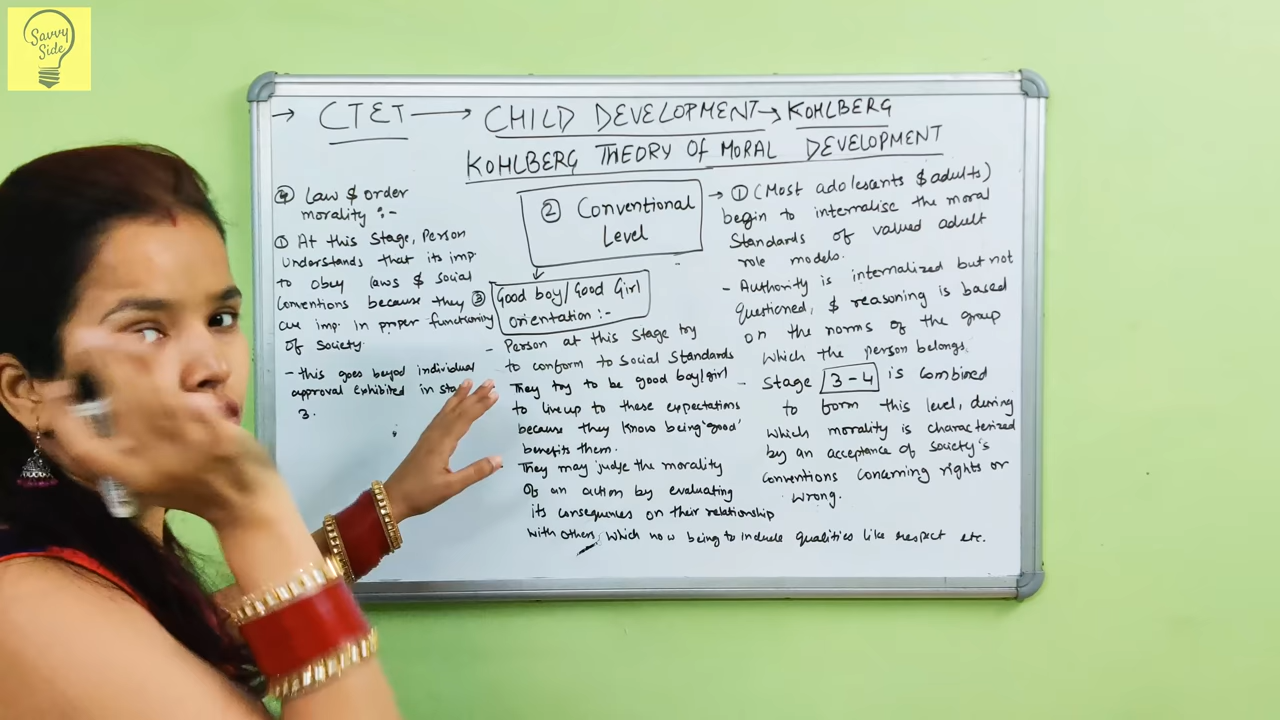 Savvy
Side
→ CTET → CHILD DEVELOPMENT → KOHLBERG
KOHLBERG THEORY OF MORAL DEVELOPMENT
② Conventional
Level
→ ① (Most adolescents & adults)
begin to internalise the moral
Standards of valued adult
role models.
- Authority is internalized but not
questioned, & reasoning is based
on the norms of the group
which the person belongs.
- Stage 3-4 is combined
to form this level, during
which morality is characterized
by an acceptance of society's
conventions concerning rights or
wrong.
③ Good boy/Good Girl
orientation :-
- Person at this stage try
to conform to social standards
They try to be good boy/girl
to live up to these expectations
because they know being 'good'
benefits them.
They may judge the morality
of an action by evaluating
its consequences on their relationship
with others, which now being to include qualities like respect etc.
④ Law & order
morality :-
① At this stage, Person
understands that its imp.
to obey laws & social
conventions because they
are imp. in proper functioning
of society.
- this goes beyod individual
approval exhibited in
3.